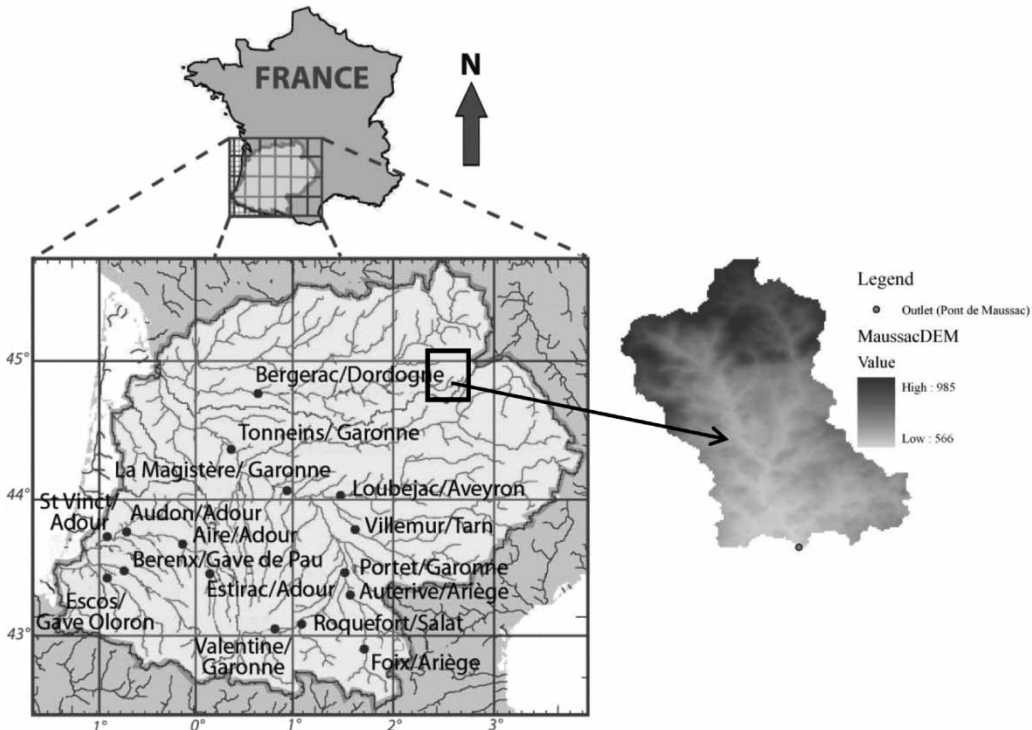 FRANCE
N
45°
44°
43°
1°
0°
1°
2°
3°
Bergerac/Dordogne
Tonneins/ Garonne
La Magistère/ Garonne
Loubejac/Aveyron
St Vinct/
Adour
Audon/Adour
Aire/Adour
Villemur/Tarn
Berenx/Gave de Pau
Portet/Garonne
Estirac/Adour
Auterive/Ariège
Escos/
Gave Oloron
Roquefort/Salat
Valentine/
Garonne
Foix/Ariège
Legend
Outlet (Pont de Maussac)
MaussacDEM
Value
High : 985
Low : 566